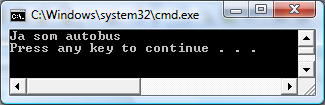 C:\Windows\system32\cmd.exe
Ja som autobus
Press any key to continue . . .